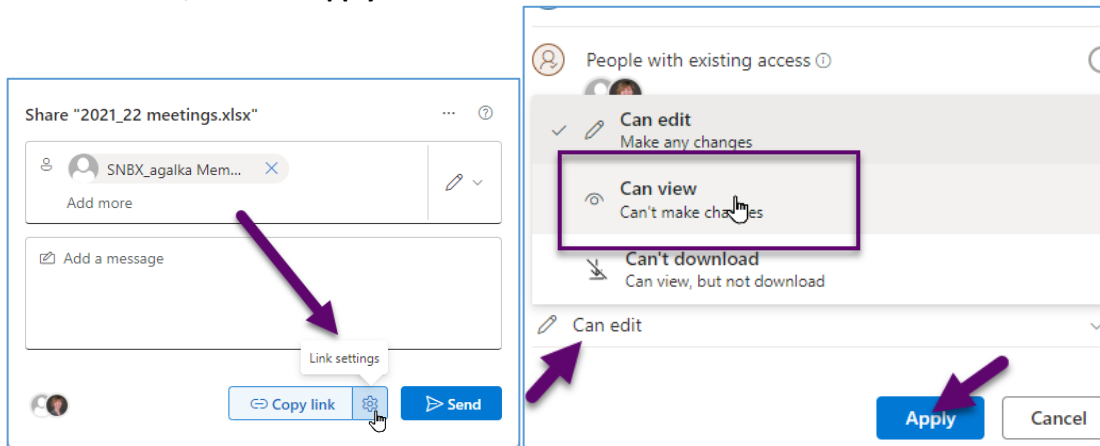 Share "2021_22 meetings.xlsx"
SNBX_agalka Mem...
Add more
Add a message
Link settings
Copy link
Send
People with existing access
Can edit
Make any changes
Can view
Can't make changes
Can't download
Can view, but not download
Can edit
Apply
Cancel